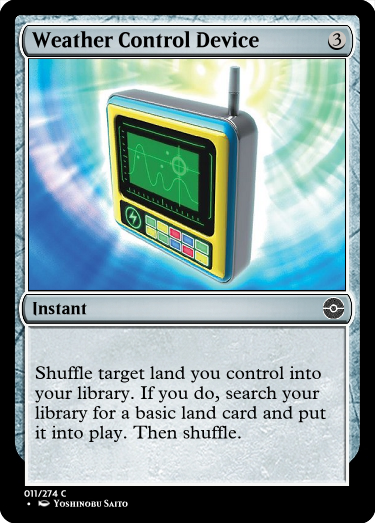 Weather Control Device 3
Instant
Shuffle target land you control into
your library. If you do, search your
library for a basic land card and put
it into play. Then shuffle.
011/274 C
• Yoshinobu Saito